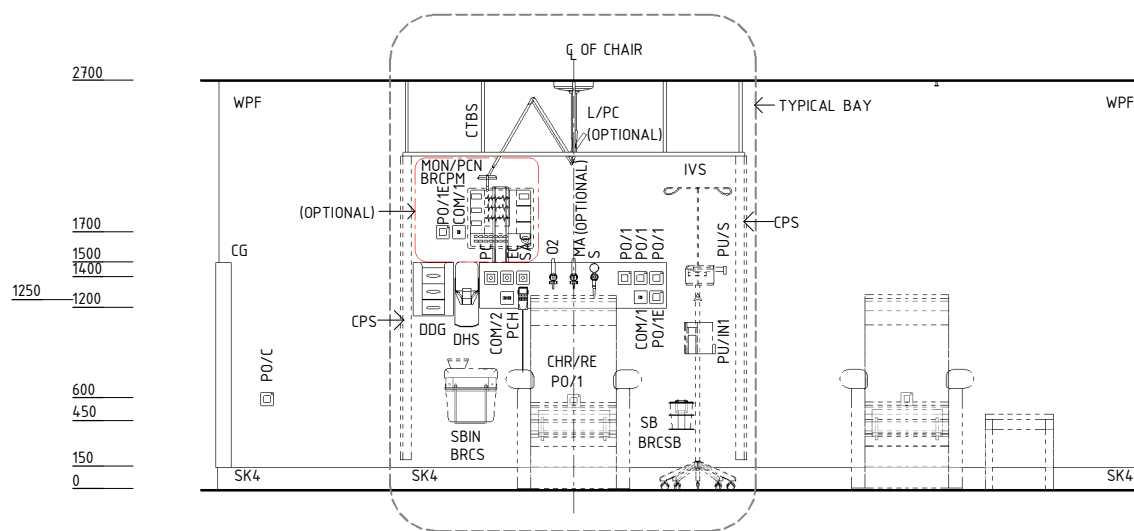 ℄ OF CHAIR
2700
WPF
CTBS
L/PC
(OPTIONAL)
TYPICAL BAY
WPF
MON/PCN
BRCPM
IVS
(OPTIONAL)
PO/1E
COM/1
MA (OPTIONAL)
CPS
1700
CG
PC
EC
SA
O2
S
PO/1
PO/1
PO/1
PU/S
1500
1400
1250
1200
CPS
DDG
DHS
COM/2
PCH
COM/1
PO/1E
PU/IN1
PO/C
CHR/RE
PO/1
600
450
SBIN
BRCS
SB
BRCSB
150
0
SK4
SK4
SK4